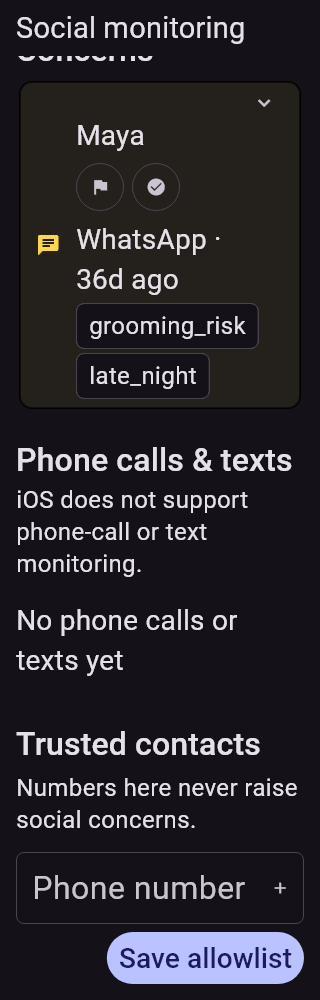 Social monitoring
Concerns
Maya
WhatsApp ·
36d ago
grooming_risk
late_night
Phone calls & texts
iOS does not support
phone-call or text
monitoring.
No phone calls or
texts yet
Trusted contacts
Numbers here never raise
social concerns.
Phone number +
Save allowlist